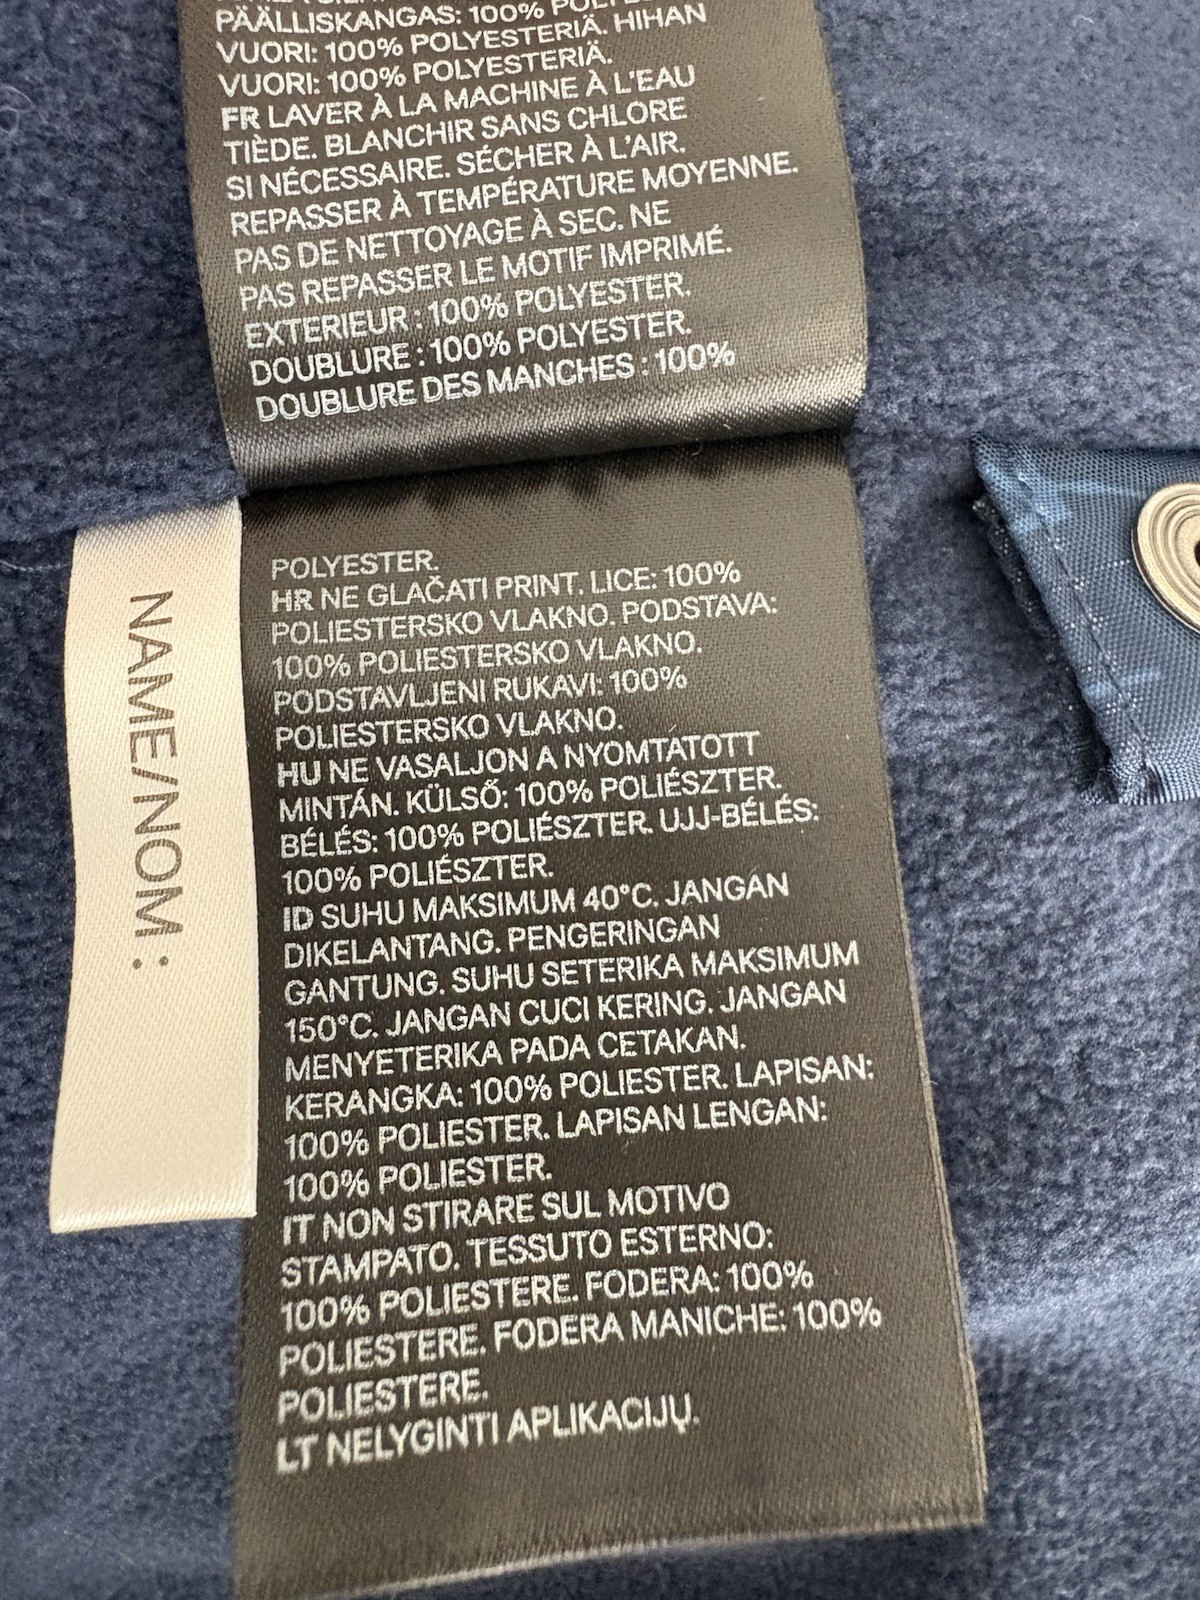 PÄÄLLISKANGAS: 100%
VUORI: 100% POLYESTERIÄ. HIHAN
VUORI: 100% POLYESTERIÄ.
FR LAVER À LA MACHINE À L'EAU
TIÈDE. BLANCHIR SANS CHLORE
SI NÉCESSAIRE. SÉCHER À L'AIR.
REPASSER À TEMPÉRATURE MOYENNE.
PAS DE NETTOYAGE À SEC. NE
PAS REPASSER LE MOTIF IMPRIMÉ.
EXTERIEUR : 100% POLYESTER.
DOUBLURE : 100% POLYESTER.
DOUBLURE DES MANCHES : 100%
POLYESTER.
HR NE GLAČATI PRINT. LICE: 100%
POLIESTERSKO VLAKNO. PODSTAVA:
100% POLIESTERSKO VLAKNO.
PODSTAVLJENI RUKAVI: 100%
POLIESTERSKO VLAKNO.
HU NE VASALJON A NYOMTATOTT
MINTÁN. KÜLSŐ: 100% POLIÉSZTER.
BÉLÉS: 100% POLIÉSZTER. UJJ-BÉLÉS:
100% POLIÉSZTER.
ID SUHU MAKSIMUM 40°C. JANGAN
DIKELANTANG. PENGERINGAN
GANTUNG. SUHU SETERIKA MAKSIMUM
150°C. JANGAN CUCI KERING. JANGAN
MENYETERIKA PADA CETAKAN.
KERANGKA: 100% POLIESTER. LAPISAN:
100% POLIESTER. LAPISAN LENGAN:
100% POLIESTER.
IT NON STIRARE SUL MOTIVO
STAMPATO. TESSUTO ESTERNO:
100% POLIESTERE. FODERA: 100%
POLIESTERE. FODERA MANICHE: 100%
POLIESTERE.
LT NELYGINTI APLIKACIJŲ.
NAME/NOM :